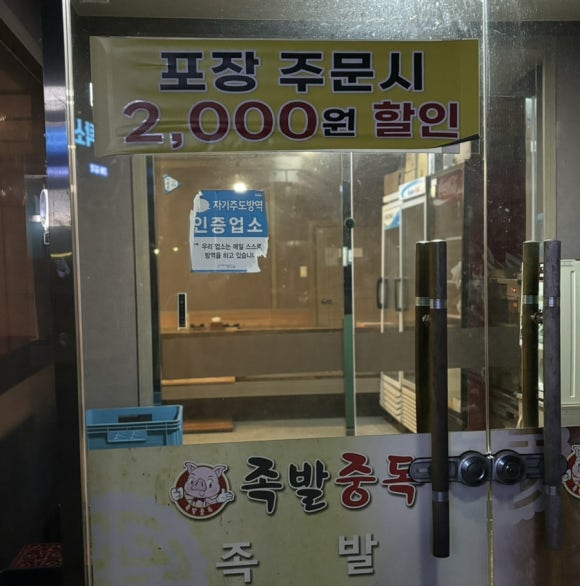 포장 주문시
2,000원 할인
자기주도방역
인증업소
우리 업소는 매일 스스로
방역을 하고 있습니다
족발중독
족발